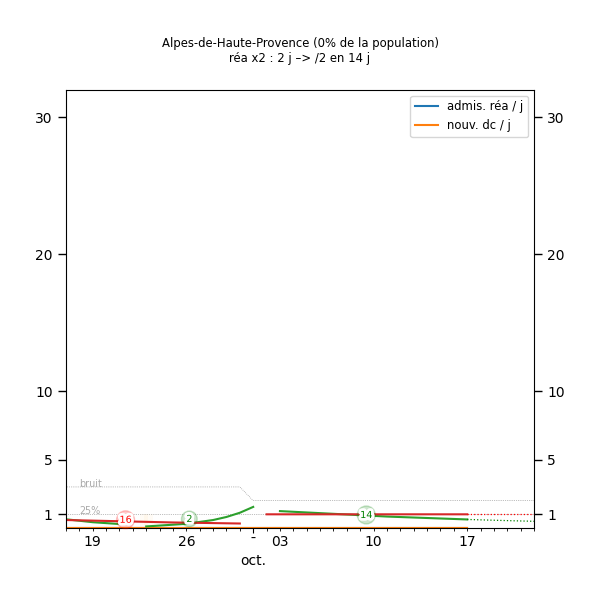 Alpes-de-Haute-Provence (0% de la population)
réa x2 : 2 j –> /2 en 14 j
admis. réa / j
nouv. dc / j
30 30
20 20
10 10
5 5
bruit
25%
1 16 2 14 1
19 26 - 03 10 17
oct.